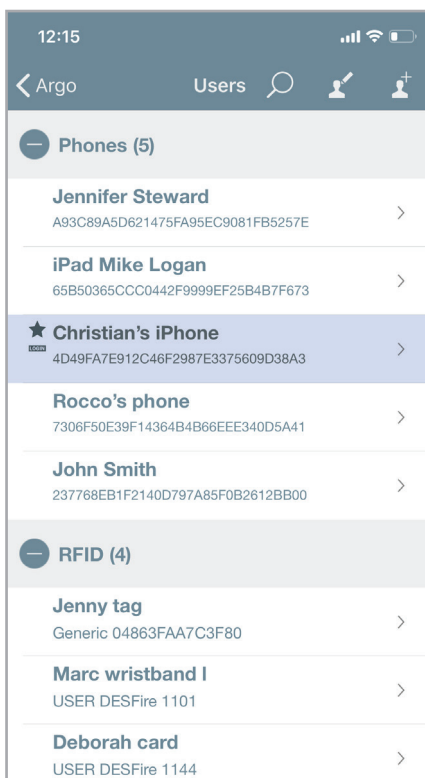 12:15
Argo Users
Phones (5)
Jennifer Steward
A93C89A5D621475FA95EC9081FB5257E
iPad Mike Logan
65B50365CCC0442F9999EF25B4B7F673
Christian's iPhone
LOGIN 4D49FA7E912C46F2987E3375609D38A3
Rocco's phone
7306F50E39F14364B4B66EEE340D5A41
John Smith
237768EB1F2140D797A85F0B2612BB00
RFID (4)
Jenny tag
Generic 04863FAA7C3F80
Marc wristband I
USER DESFire 1101
Deborah card
USER DESFire 1144